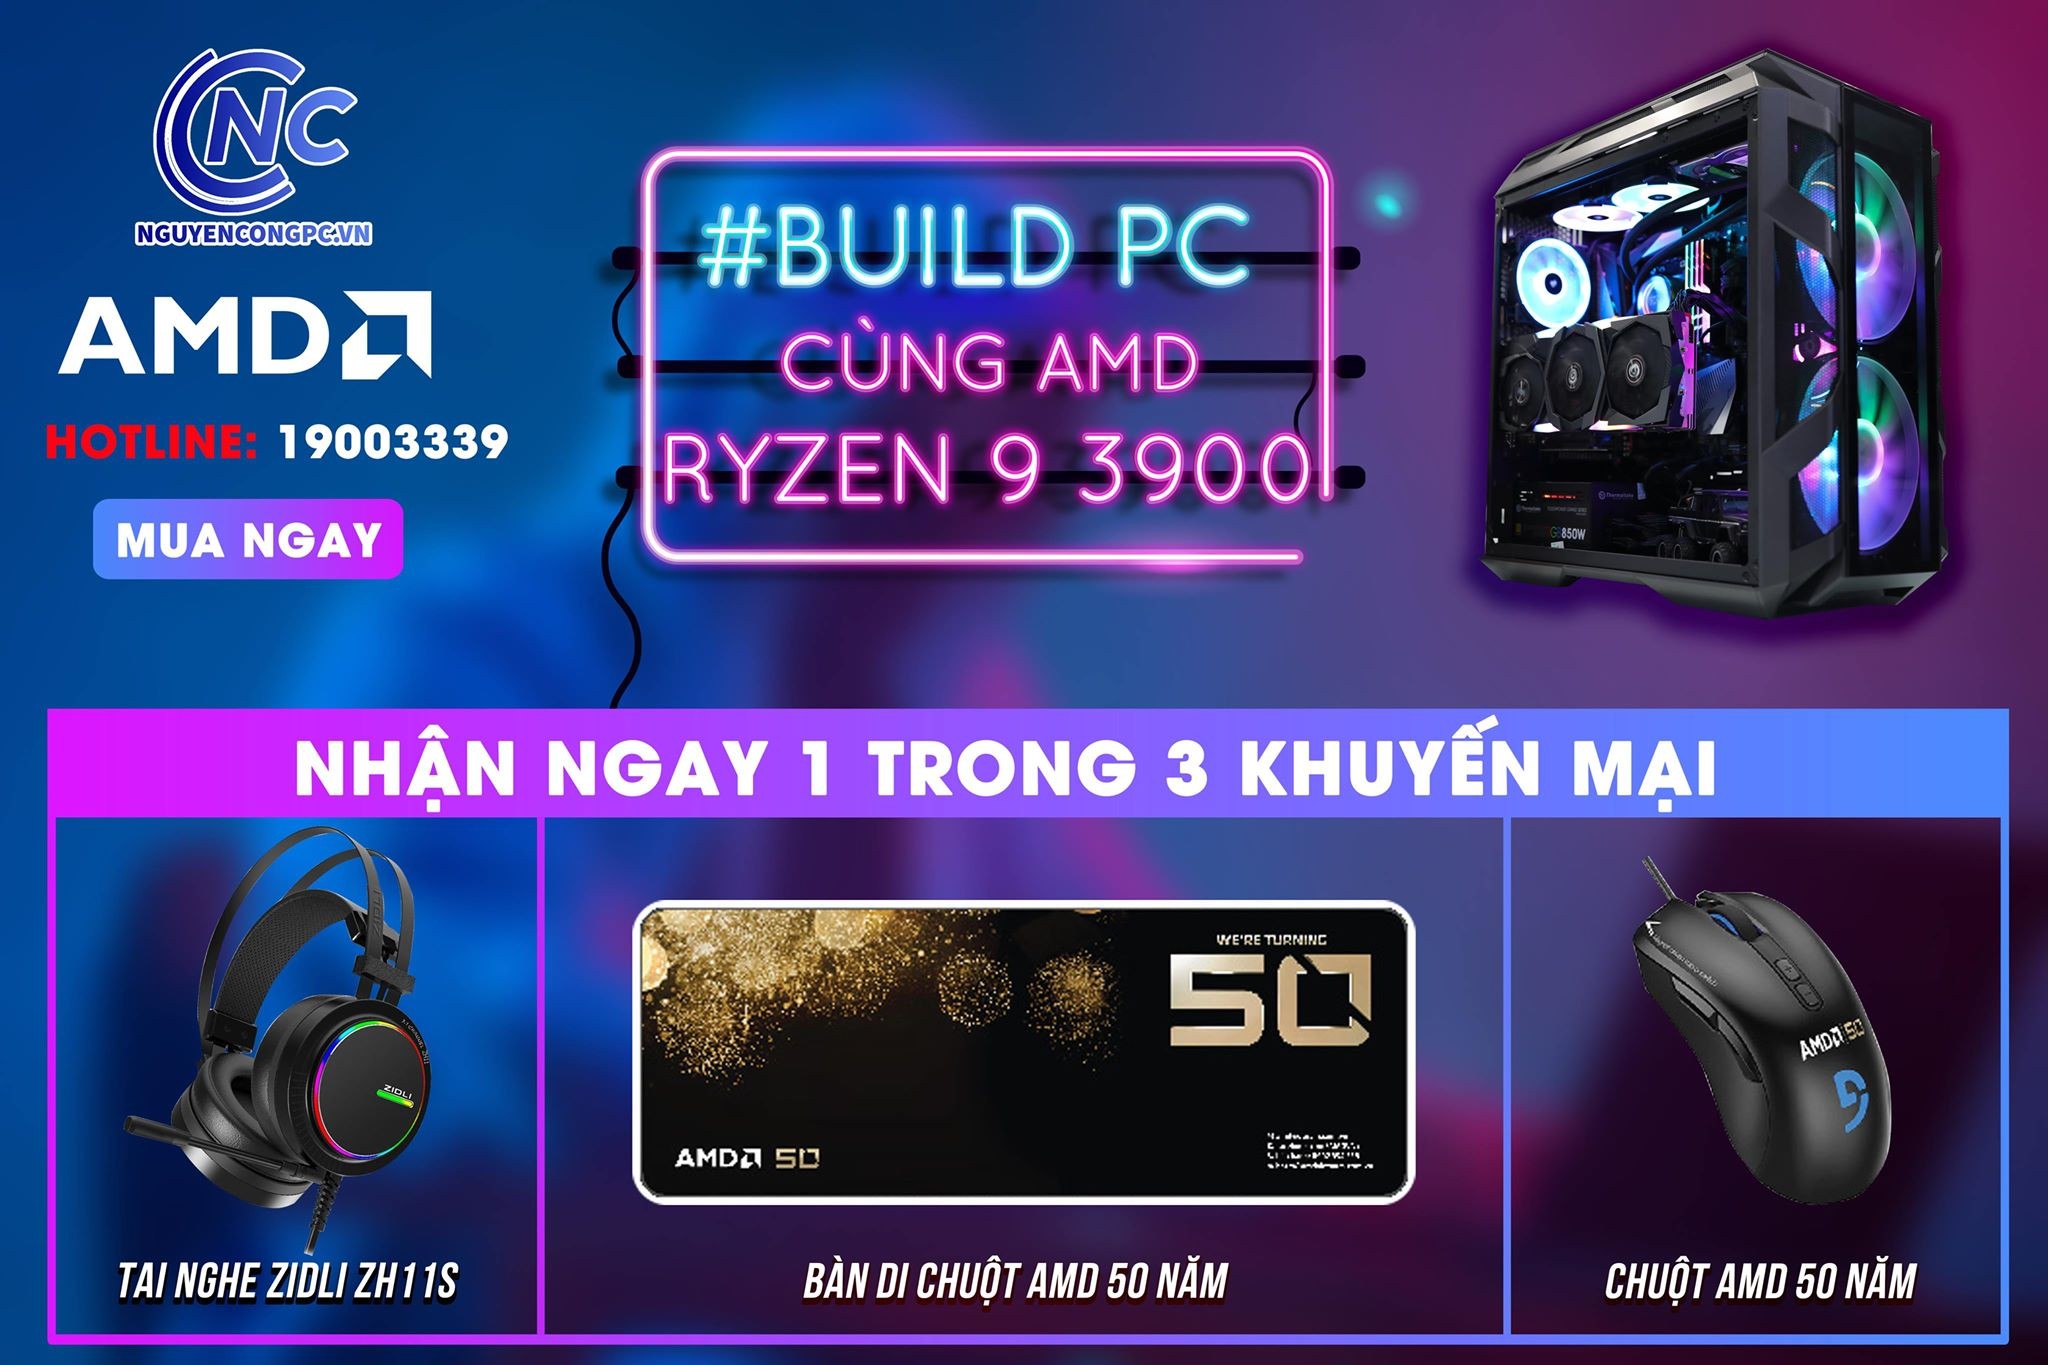 CNC
NGUYENCONGPC.VN
AMD
HOTLINE: 19003339
MUA NGAY
#BUILD PC
CÙNG AMD
RYZEN 9 3900
Thermaltake
850W
NHẬN NGAY 1 TRONG 3 KHUYẾN MẠI
ZIDLI
TAI NGHE ZIDLI ZH11S
WE'RE TURNING
50
AMD 50
BÀN DI CHUỘT AMD 50 NĂM
AMD 50
CHUỘT AMD 50 NĂM